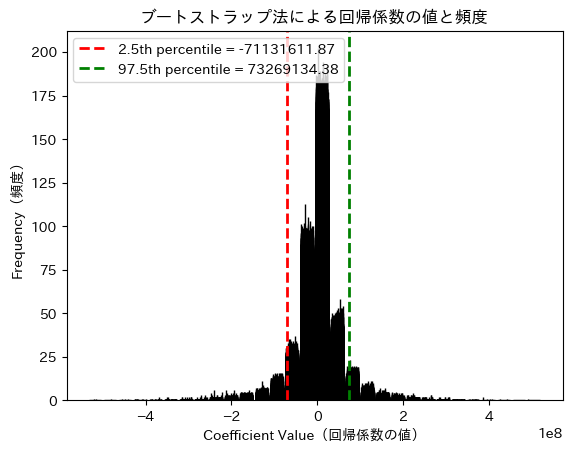 ブートストラップ法による回帰係数の値と頻度
2.5th percentile = -71131611.87
97.5th percentile = 73269134.38
Frequency（頻度）
200
175
150
125
100
75
50
25
0
−4
−2
0
2
4
1e8
Coefficient Value（回帰係数の値）